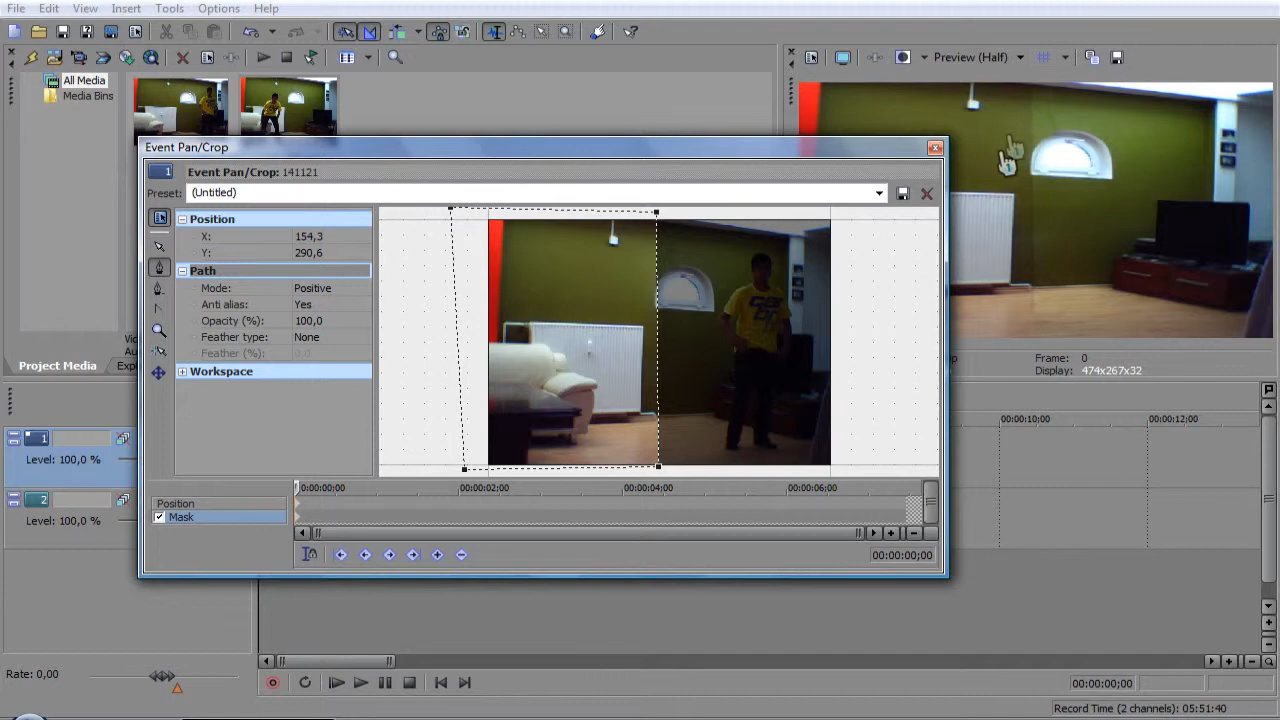 File Edit View Insert Tools Options Help
Preview (Half)
All Media
Media Bins
Event Pan/Crop
Event Pan/Crop: 141121
Preset: (Untitled)
Position
X: 154,3
Y: 290,6
Path
Mode: Positive
Anti alias: Yes
Opacity (%): 100,0
Feather type: None
Feather (%): 0,0
Workspace
Project Media
Frame: 0
Display: 474x267x32
00:00:10;00 00:00:12;00
1
Level: 100,0 %
2
Level: 100,0 %
0:00:00;00 00:00:02;00 00:00:04;00 00:00:06;00
Position
Mask
00:00:00;00
Rate: 0,00
00:00:00;00
Record Time (2 channels): 05:51:40